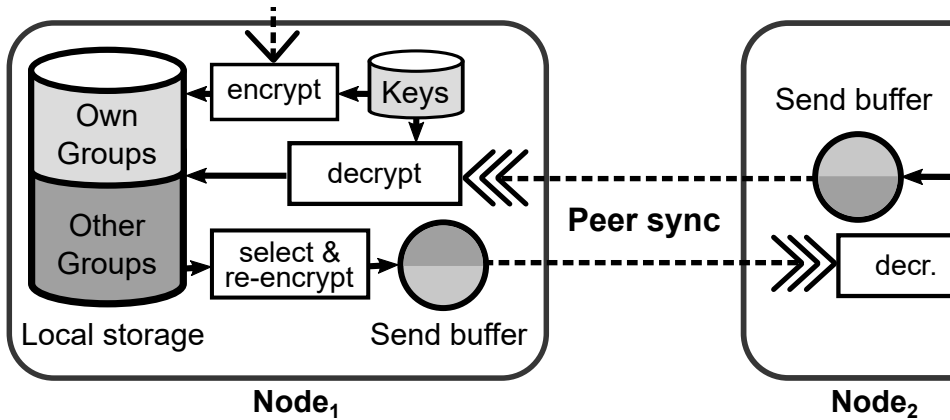 encrypt
Keys
Own
Groups
decrypt
Other
Groups
select &
re-encrypt
Local storage
Send buffer
Node₁
Peer sync
Send buffer
decr.
Node₂